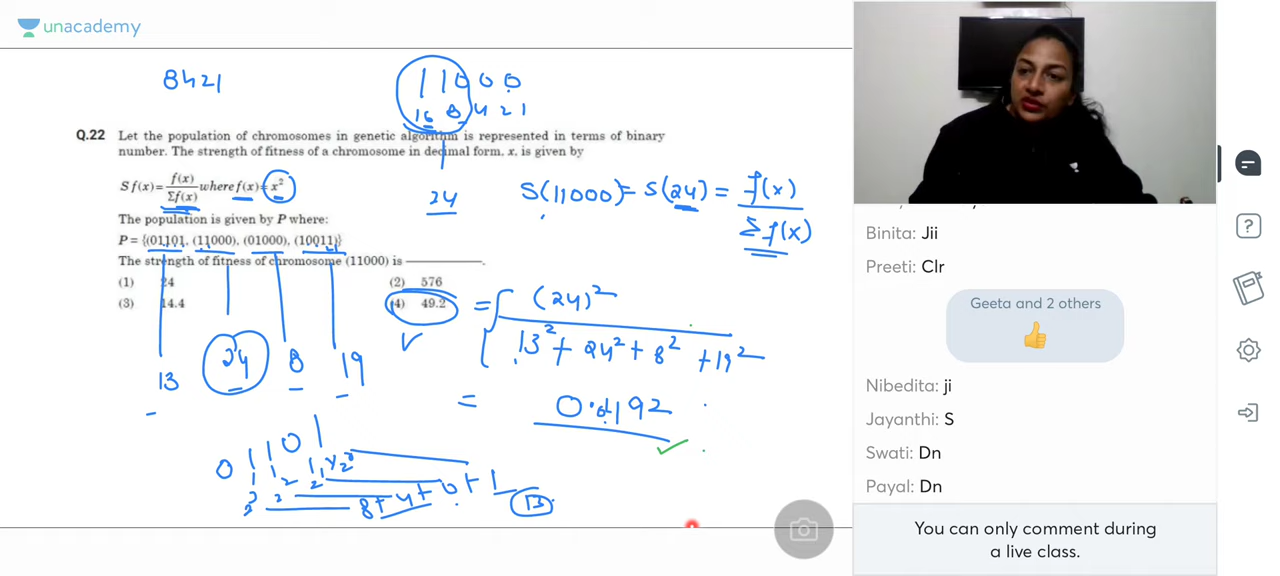 unacademy
8421
11000
16 8 4 2 1
Q.22 Let the population of chromosomes in genetic algorithm is represented in terms of binary
number. The strength of fitness of a chromosome in decimal form, x, is given by
S f(x) = f(x) / Σf(x) where f(x) = x²
24
S(11000) = S(24) = f(x) / Σf(x)
The population is given by P where:
P = {(01101, (11000), (01000), (10011)}
The strength of fitness of chromosome (11000) is ______.
(1) 24
(2) 576
(3) 14.4
(4) 49.2
= (24)² / 13² + 24² + 8² + 19²
13 24 8 19
=
0 1 1 0 1
8 + 4 + 0 + 1
13
Binita: Jii
Preeti: Clr
Geeta and 2 others
👍
Nibedita: ji
Jayanthi: S
Swati: Dn
Payal: Dn
You can only comment during
a live class.